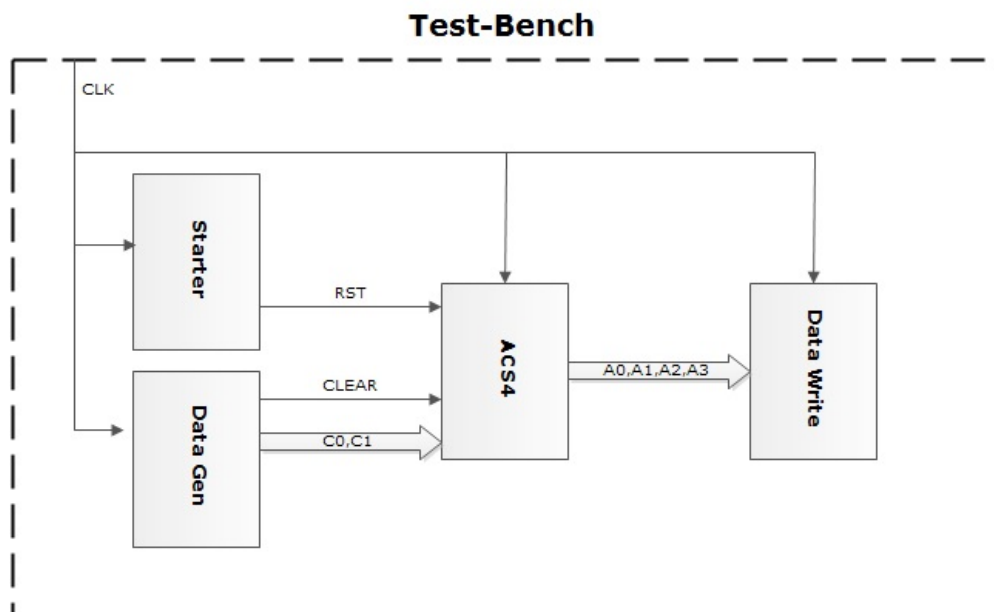 Test-Bench
CLK
Starter
RST
ACS4
Data Write
A0,A1,A2,A3
CLEAR
Data Gen
C0,C1